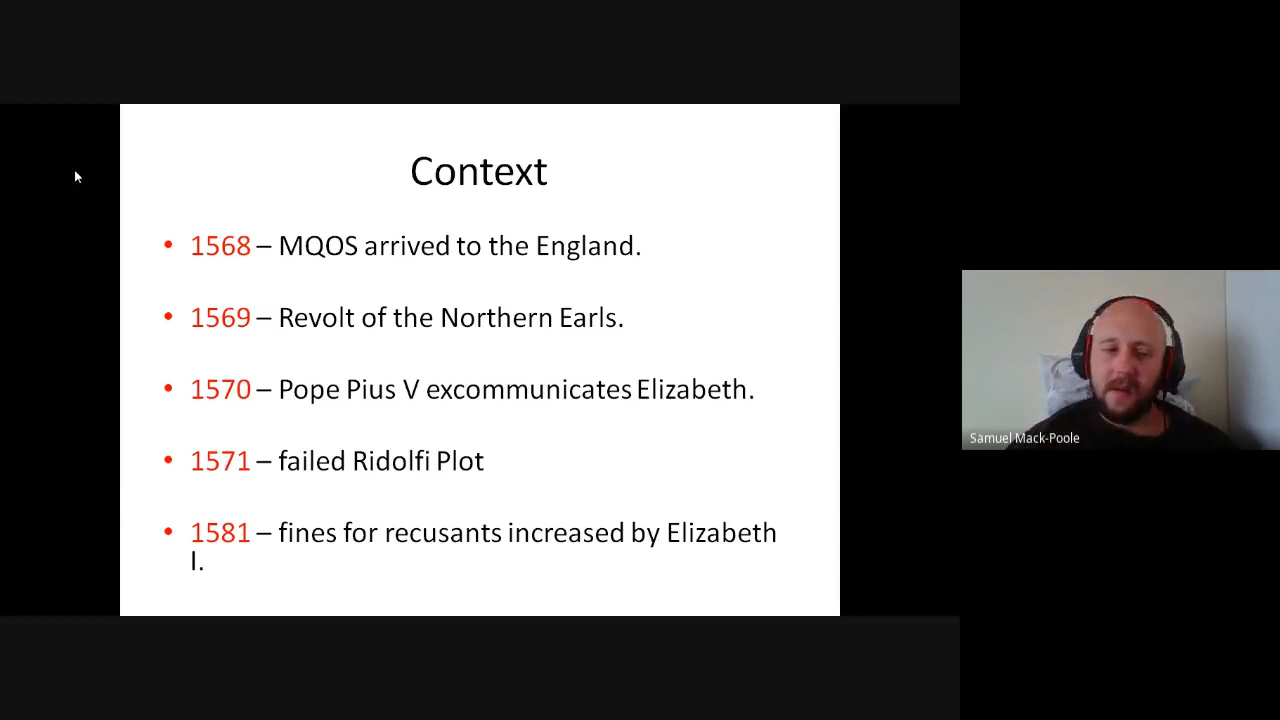 Context
• 1568 – MQOS arrived to the England.
• 1569 – Revolt of the Northern Earls.
• 1570 – Pope Pius V excommunicates Elizabeth.
• 1571 – failed Ridolfi Plot
• 1581 – fines for recusants increased by Elizabeth
I.
Samuel Mack-Poole